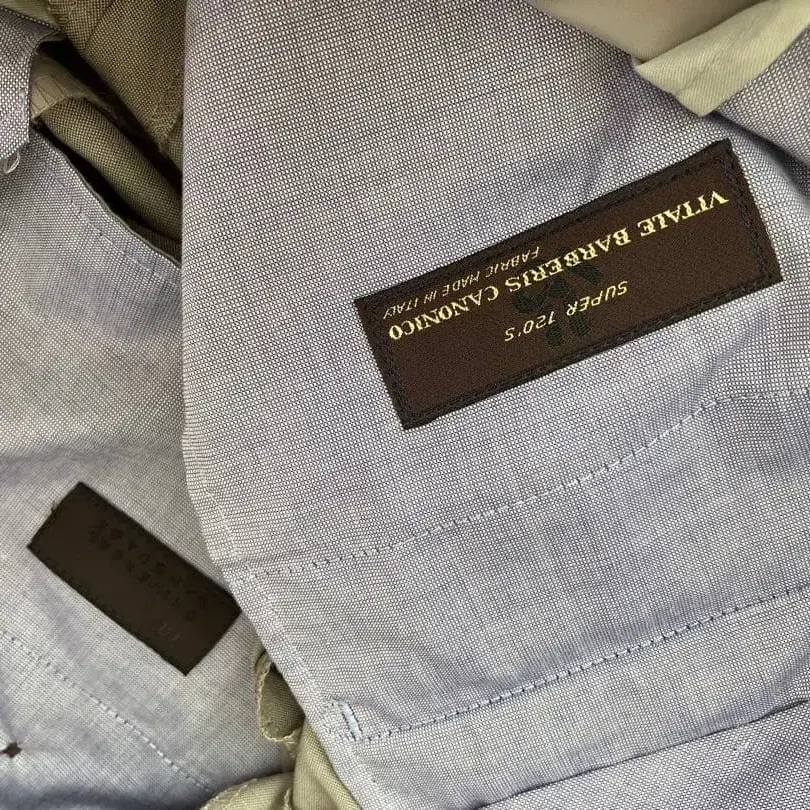 SUPER 120'S
VITALE BARBERIS CANONICO
FABRIC MADE IN ITALY